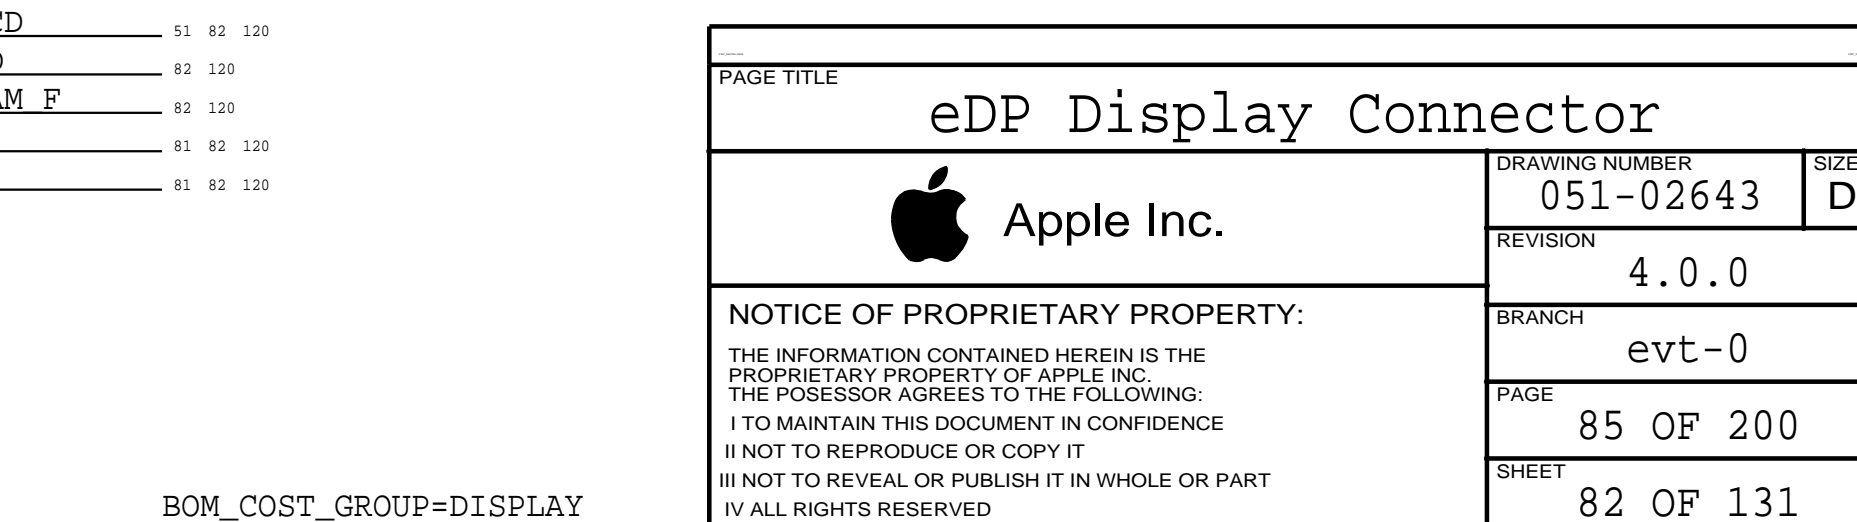 51 82 120
82 120
AM F 82 120
81 82 120
81 82 120
BOM_COST_GROUP=DISPLAY
PAGE TITLE
eDP Display Connector
Apple Inc.
DRAWING NUMBER
051-02643
SIZE
D
REVISION
4.0.0
BRANCH
evt-0
PAGE
85 OF 200
SHEET
82 OF 131
NOTICE OF PROPRIETARY PROPERTY:
THE INFORMATION CONTAINED HEREIN IS THE
PROPRIETARY PROPERTY OF APPLE INC.
THE POSESSOR AGREES TO THE FOLLOWING:
I TO MAINTAIN THIS DOCUMENT IN CONFIDENCE
II NOT TO REPRODUCE OR COPY IT
III NOT TO REVEAL OR PUBLISH IT IN WHOLE OR PART
IV ALL RIGHTS RESERVED